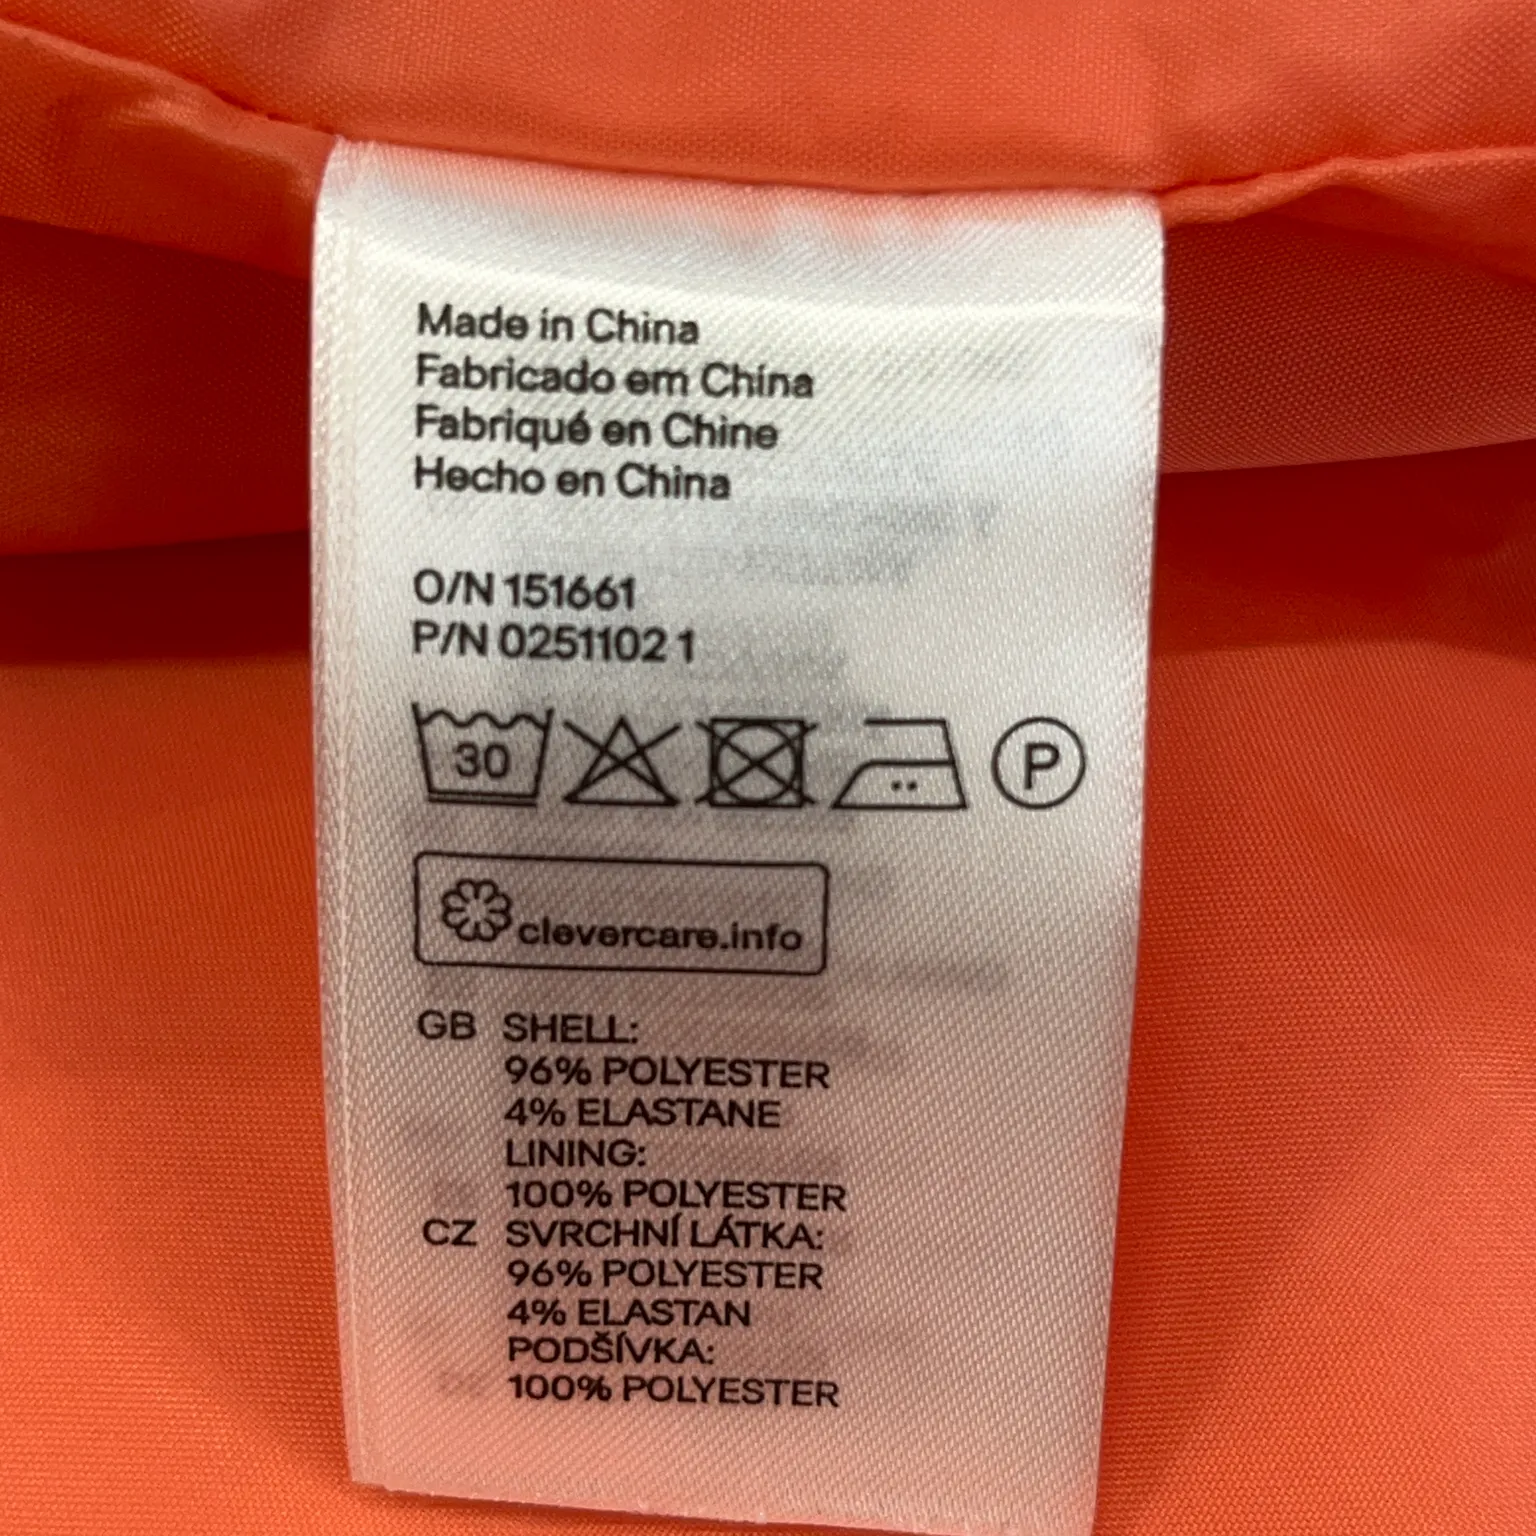 Made in China
Fabricado em China
Fabriqué en Chine
Hecho en China
O/N 151661
P/N 0251102 1
30
P
clevercare.info
GB SHELL:
96% POLYESTER
4% ELASTANE
LINING:
100% POLYESTER
CZ SVRCHNÍ LÁTKA:
96% POLYESTER
4% ELASTAN
PODŠÍVKA:
100% POLYESTER